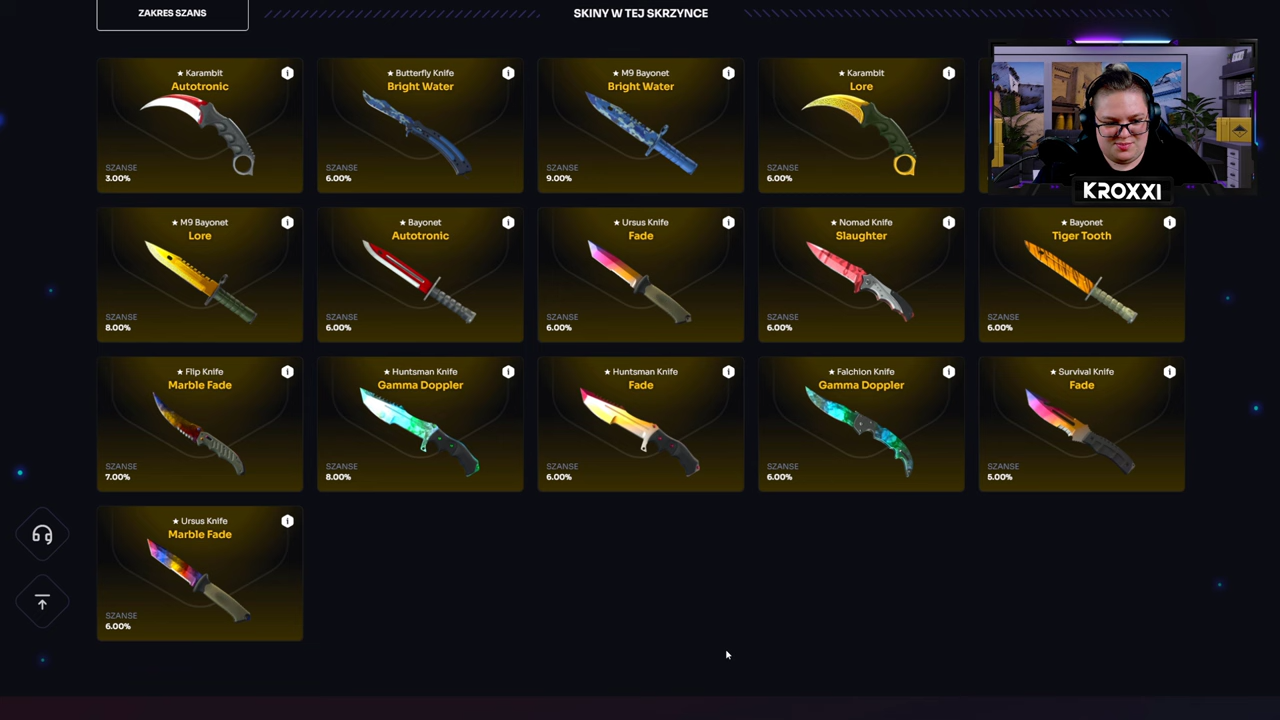 ZAKRES SZANS
SKINY W TEJ SKRZYNCE
★ Karambit
Autotronic
SZANSE
3.00%
★ Butterfly Knife
Bright Water
SZANSE
6.00%
★ M9 Bayonet
Bright Water
SZANSE
9.00%
★ Karambit
Lore
SZANSE
6.00%
KROXXI
★ M9 Bayonet
Lore
SZANSE
8.00%
★ Bayonet
Autotronic
SZANSE
6.00%
★ Ursus Knife
Fade
SZANSE
6.00%
★ Nomad Knife
Slaughter
SZANSE
6.00%
★ Bayonet
Tiger Tooth
SZANSE
6.00%
★ Flip Knife
Marble Fade
SZANSE
7.00%
★ Huntsman Knife
Gamma Doppler
SZANSE
8.00%
★ Huntsman Knife
Fade
SZANSE
6.00%
★ Falchion Knife
Gamma Doppler
SZANSE
6.00%
★ Survival Knife
Fade
SZANSE
5.00%
★ Ursus Knife
Marble Fade
SZANSE
6.00%